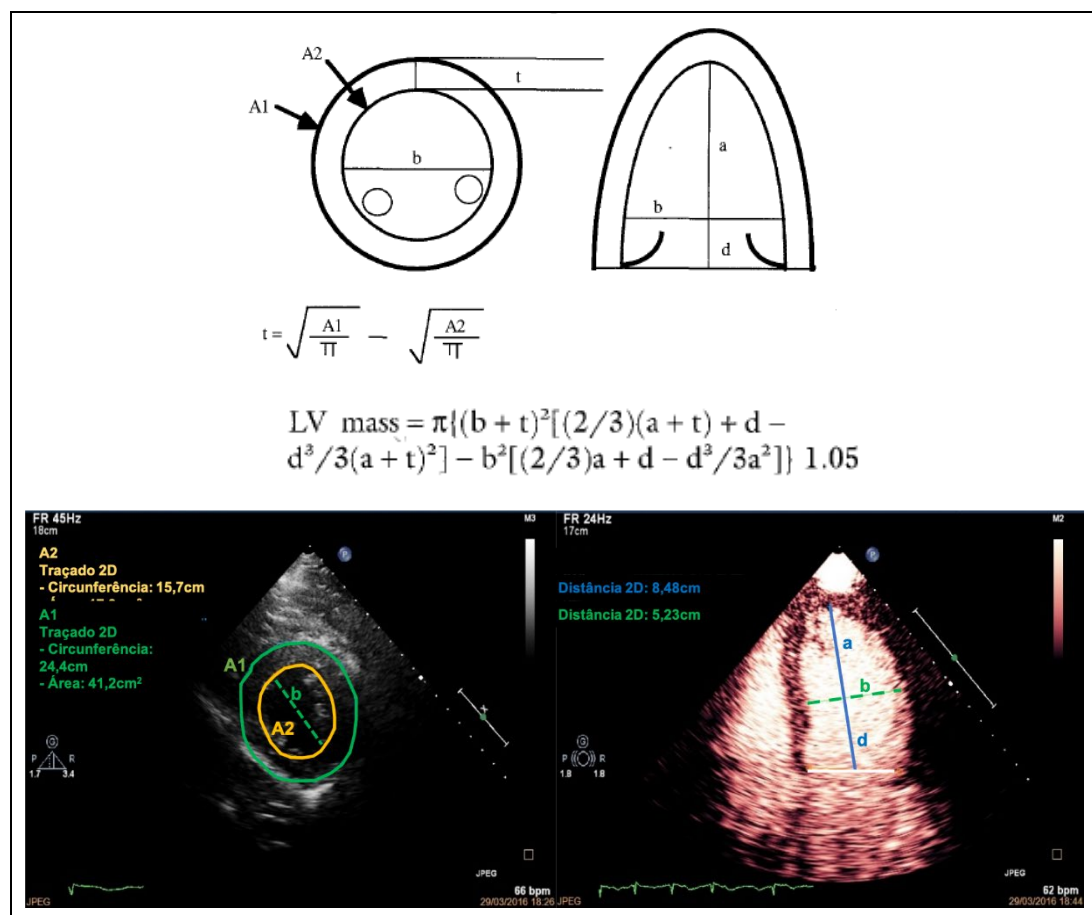 A2
A1
t
b
a
b
d
t = √A1/π − √A2/π
LV mass = π{(b + t)²[(2/3)(a + t) + d –
d³/3(a + t)²] – b²[(2/3)a + d – d³/3a²]} 1.05
FR 45Hz
18cm
M3
A2
Traçado 2D
- Circunferência: 15,7cm
A1
Traçado 2D
- Circunferência:
24,4cm
- Área: 41,2cm²
A1
b
A2
P
G
P R
1.7 3.4
JPEG
66 bpm
JPEG
29/03/2016 18:26
FR 24Hz
17cm
M2
Distância 2D: 8,48cm
Distância 2D: 5,23cm
P
a
b
d
G
P R
1.8 1.8
JPEG
62 bpm
JPEG
29/03/2016 18:44